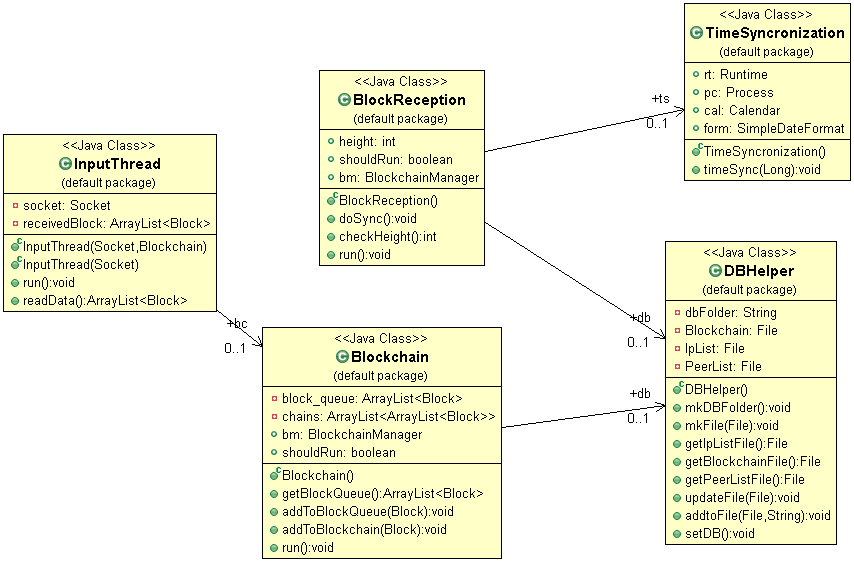 <<Java Class>>
TimeSyncronization
(default package)
rt: Runtime
pc: Process
cal: Calendar
form: SimpleDateFormat
TimeSyncronization()
timeSync(Long):void
<<Java Class>>
BlockReception
(default package)
height: int
shouldRun: boolean
bm: BlockchainManager
BlockReception()
doSync():void
checkHeight():int
run():void
+ts
0..1
<<Java Class>>
InputThread
(default package)
socket: Socket
receivedBlock: ArrayList<Block>
InputThread(Socket,Blockchain)
InputThread(Socket)
run():void
readData():ArrayList<Block>
+bc
0..1
+db
0..1
<<Java Class>>
DBHelper
(default package)
dbFolder: String
Blockchain: File
IpList: File
PeerList: File
DBHelper()
mkDBFolder():void
mkFile(File):void
getIpListFile():File
getBlockchainFile():File
getPeerListFile():File
updateFile(File):void
addtoFile(File,String):void
setDB():void
<<Java Class>>
Blockchain
(default package)
block_queue: ArrayList<Block>
chains: ArrayList<ArrayList<Block>>
bm: BlockchainManager
shouldRun: boolean
Blockchain()
getBlockQueue():ArrayList<Block>
addToBlockQueue(Block):void
addToBlockchain(Block):void
run():void
+db
0..1